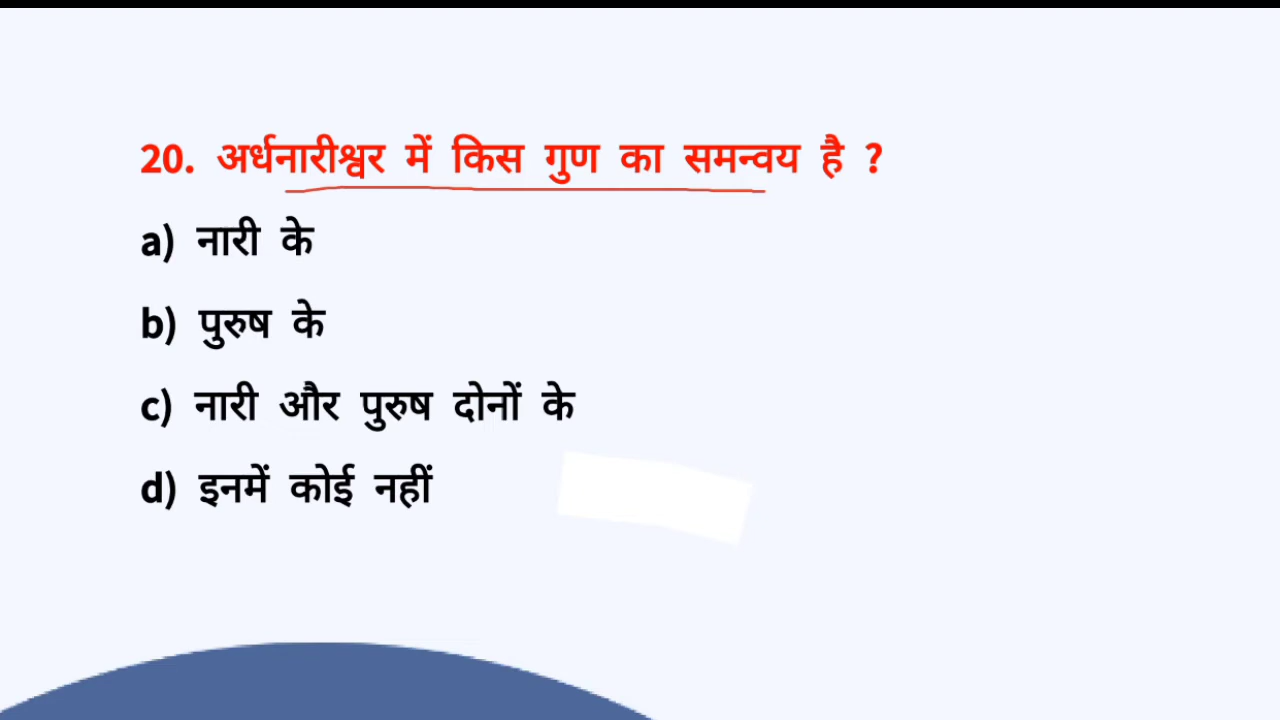 20. अर्धनारीश्वर में किस गुण का समन्वय है ?
a) नारी के
b) पुरुष के
c) नारी और पुरुष दोनों के
d) इनमें कोई नहीं